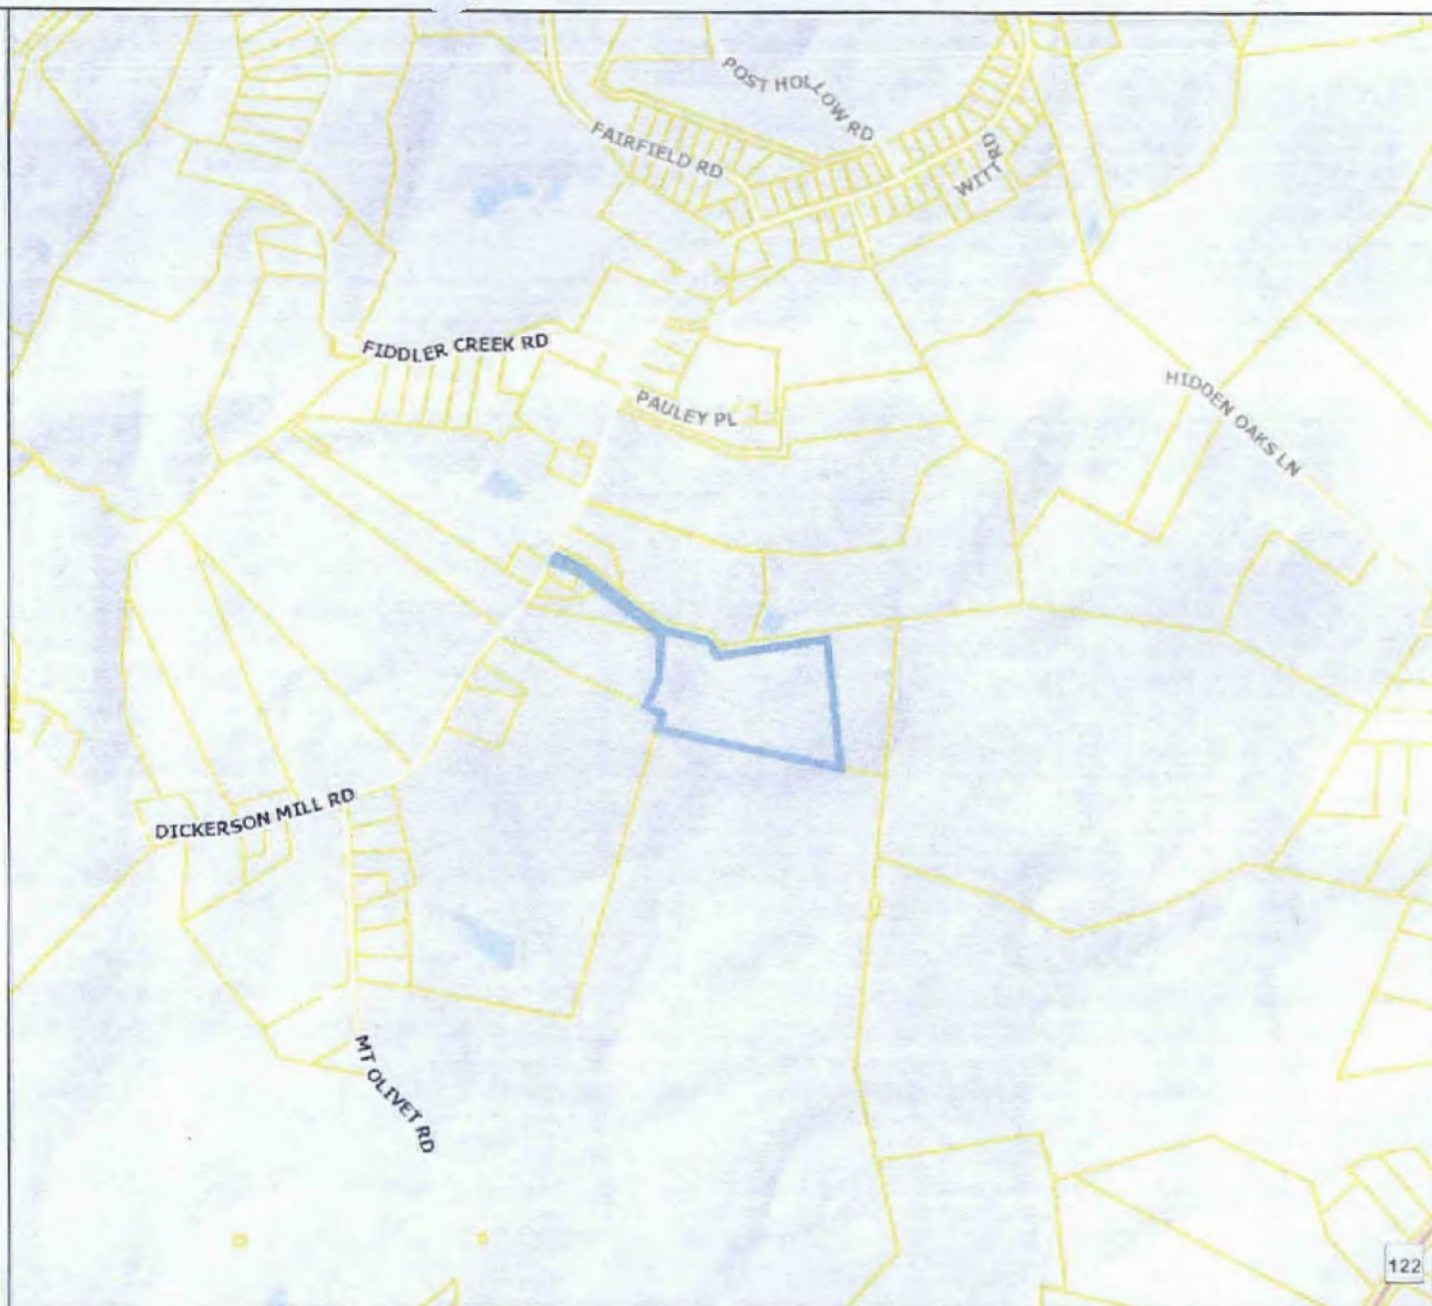 POST HOLLOW RD
FAIRFIELD RD
WITT RD
FIDDLER CREEK RD
HIDDEN OAKS LN
PAULEY PL
DICKERSON MILL RD
MT OLIVET RD
122